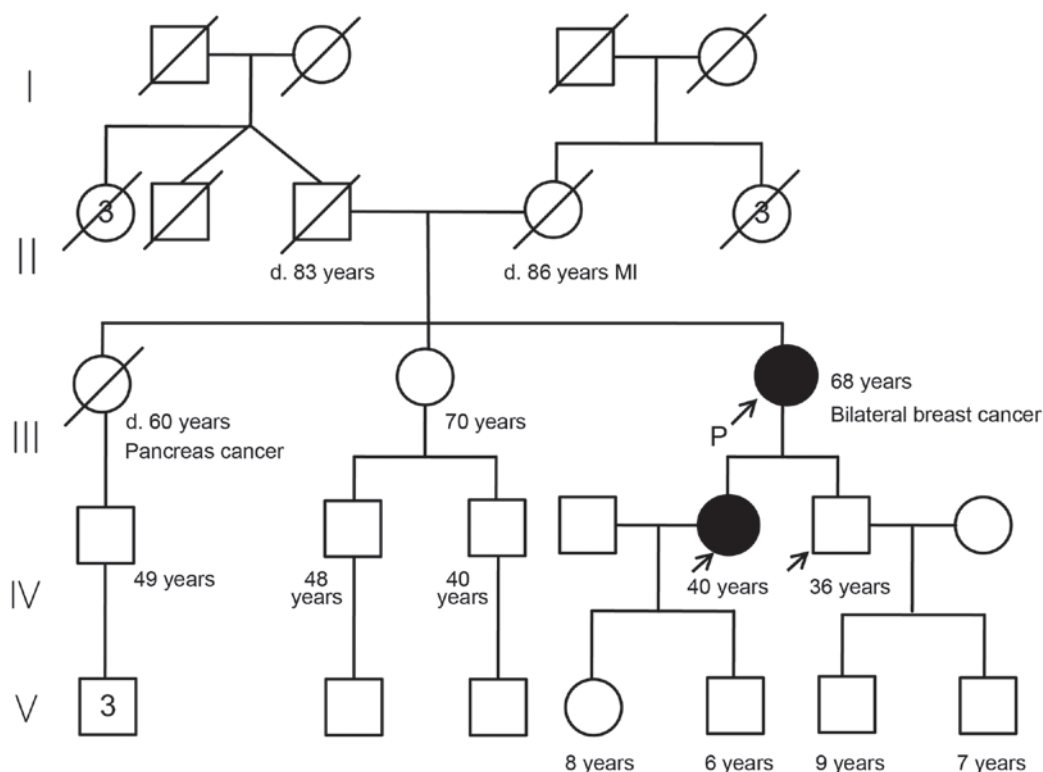 I
3
3
II
d. 83 years
d. 86 years MI
68 years
Bilateral breast cancer
P
III
d. 60 years
Pancreas cancer
70 years
IV
49 years
48
years
40
years
40 years
36 years
V
3
8 years
6 years
9 years
7 years